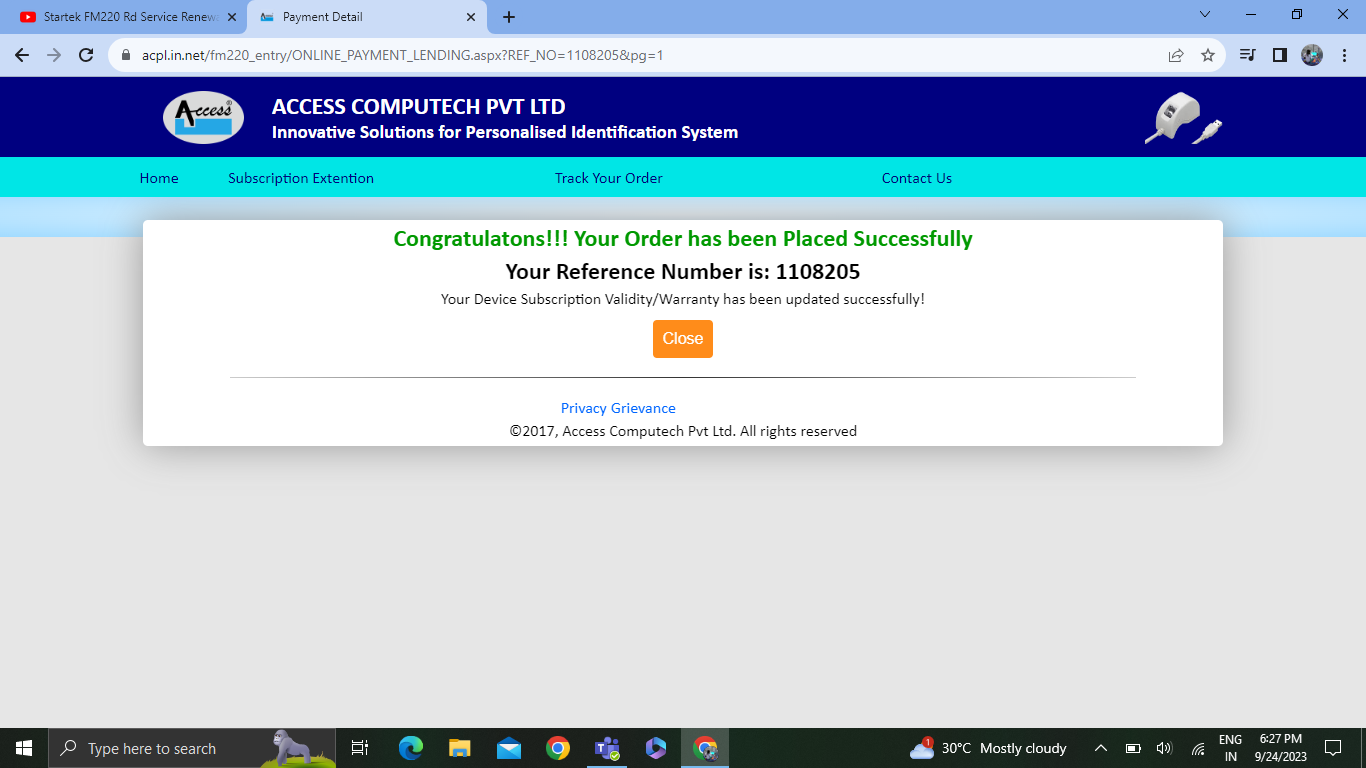 Startek FM220 Rd Service Renew
Payment Detail
acpl.in.net/fm220_entry/ONLINE_PAYMENT_LENDING.aspx?REF_NO=1108205&pg=1
Access®
ACCESS COMPUTECH PVT LTD
Innovative Solutions for Personalised Identification System
Home
Subscription Extention
Track Your Order
Contact Us
Congratulatons!!! Your Order has been Placed Successfully
Your Reference Number is: 1108205
Your Device Subscription Validity/Warranty has been updated successfully!
Close
Privacy Grievance
©2017, Access Computech Pvt Ltd. All rights reserved
Type here to search
1
30°C Mostly cloudy
ENG
IN
6:27 PM
9/24/2023